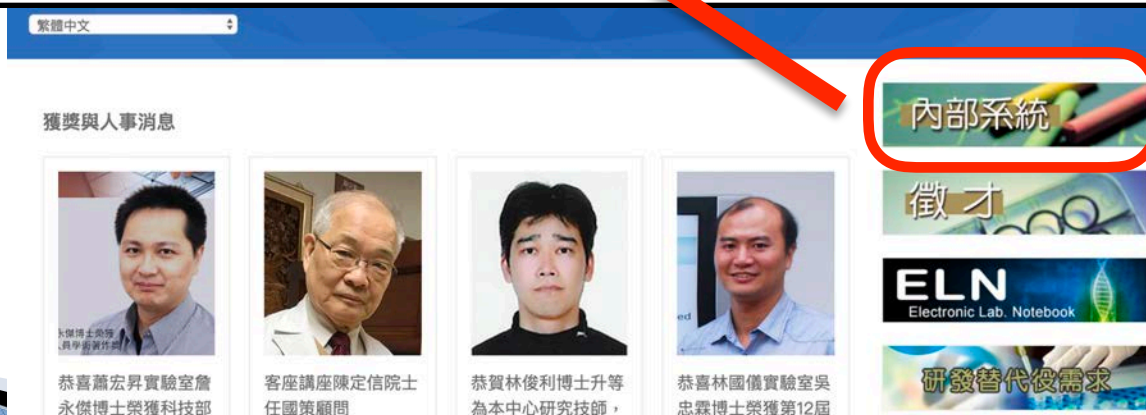 繁體中文
獲獎與人事消息
內部系統
徵才
ELN
Electronic Lab. Notebook
研發替代役需求
恭喜蕭宏昇實驗室詹
永傑博士榮獲科技部
客座講座陳定信院士
任國策顧問
恭賀林俊利博士升等
為本中心研究技師，
恭喜林國儀實驗室吳
忠霖博士榮獲第12屆